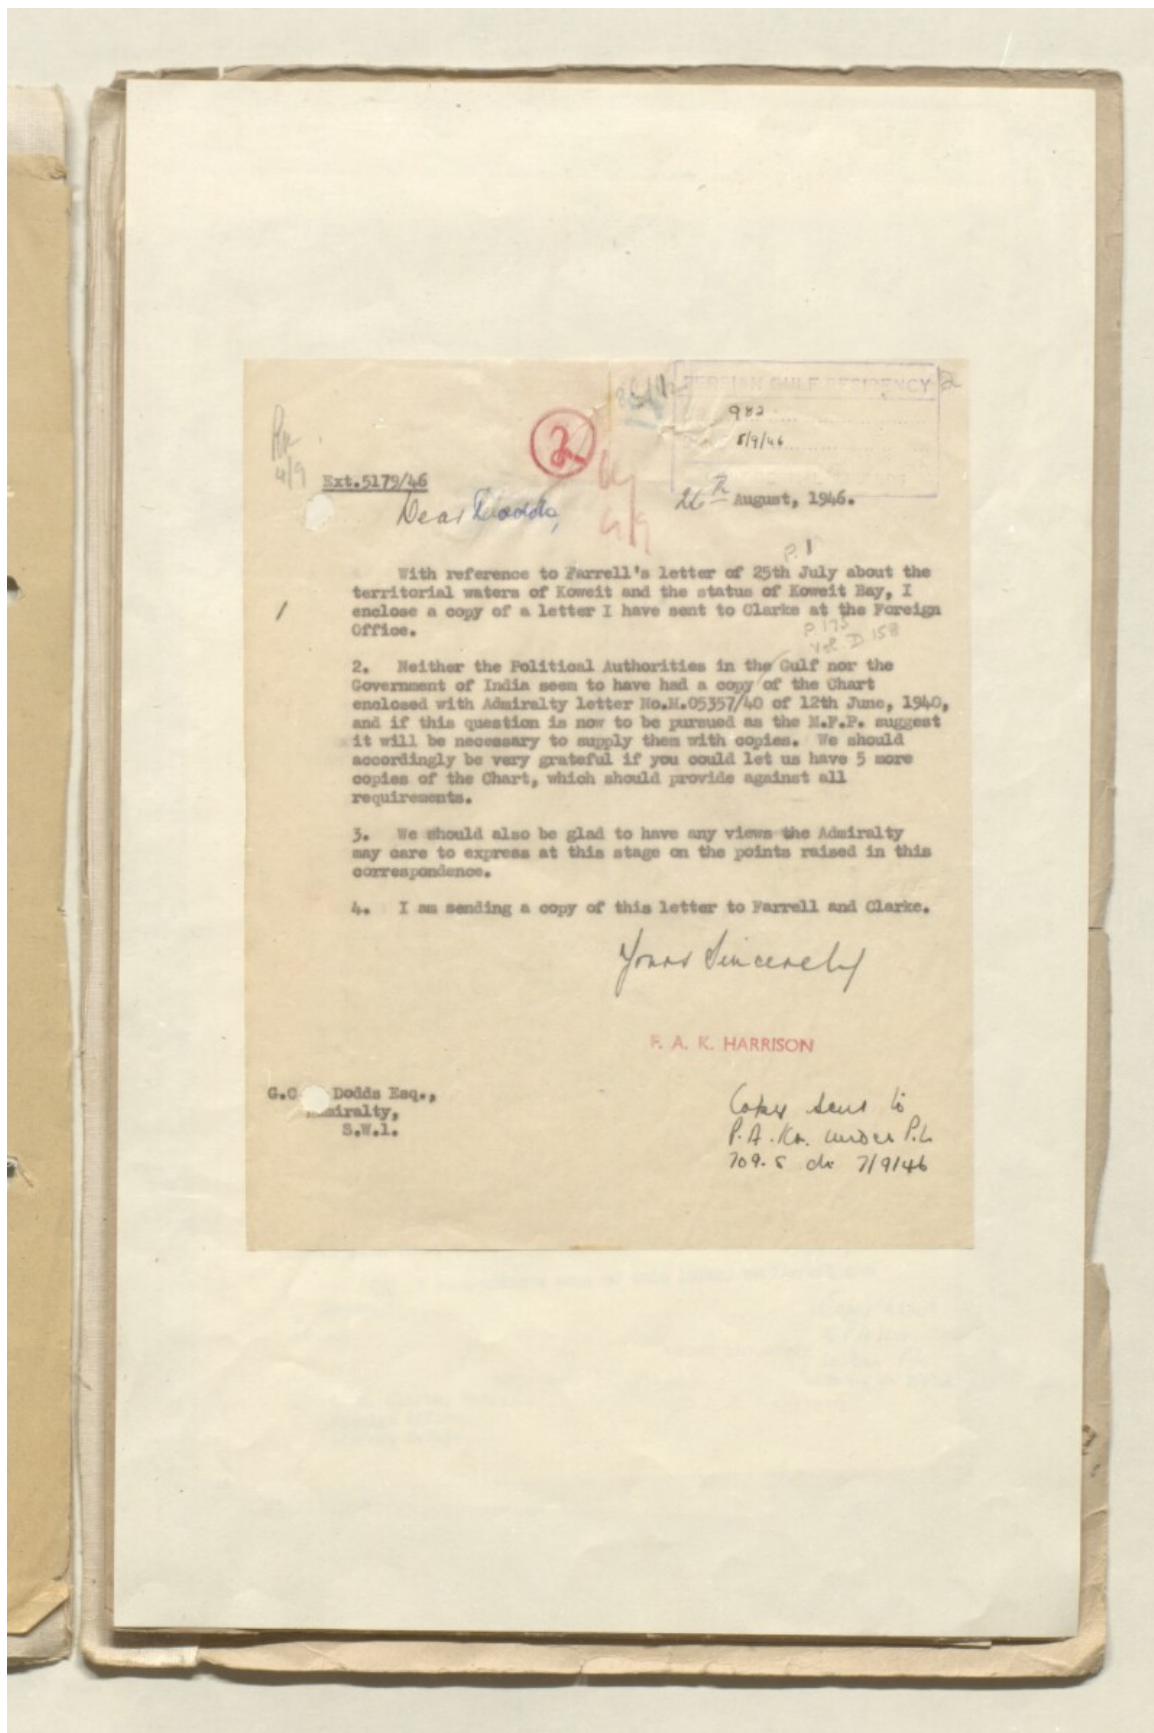 PERSIAN GULF RESIDENCY
2
982
5/9/46
2
4/9
Ext.5179/46
26th August, 1946.
Dear Dodds,
P. 1
With reference to Farrell's letter of 25th July about the
territorial waters of Koweit and the status of Koweit Bay, I
enclose a copy of a letter I have sent to Clarke at the Foreign
Office.
P. 175
Vol. D 158
2. Neither the Political Authorities in the Gulf nor the
Government of India seem to have had a copy of the Chart
enclosed with Admiralty letter No.M.05357/40 of 12th June, 1940,
and if this question is now to be pursued as the M.F.P. suggest
it will be necessary to supply them with copies. We should
accordingly be very grateful if you could let us have 5 more
copies of the Chart, which should provide against all
requirements.
3. We should also be glad to have any views the Admiralty
may care to express at this stage on the points raised in this
correspondence.
4. I am sending a copy of this letter to Farrell and Clarke.
Yours Sincerely
F. A. K. HARRISON
G.C. Dodds Esq.,
miralty,
S.W.1.
Copy sent to
P.A. Kn. under P.L.
709.S dt 7/9/46